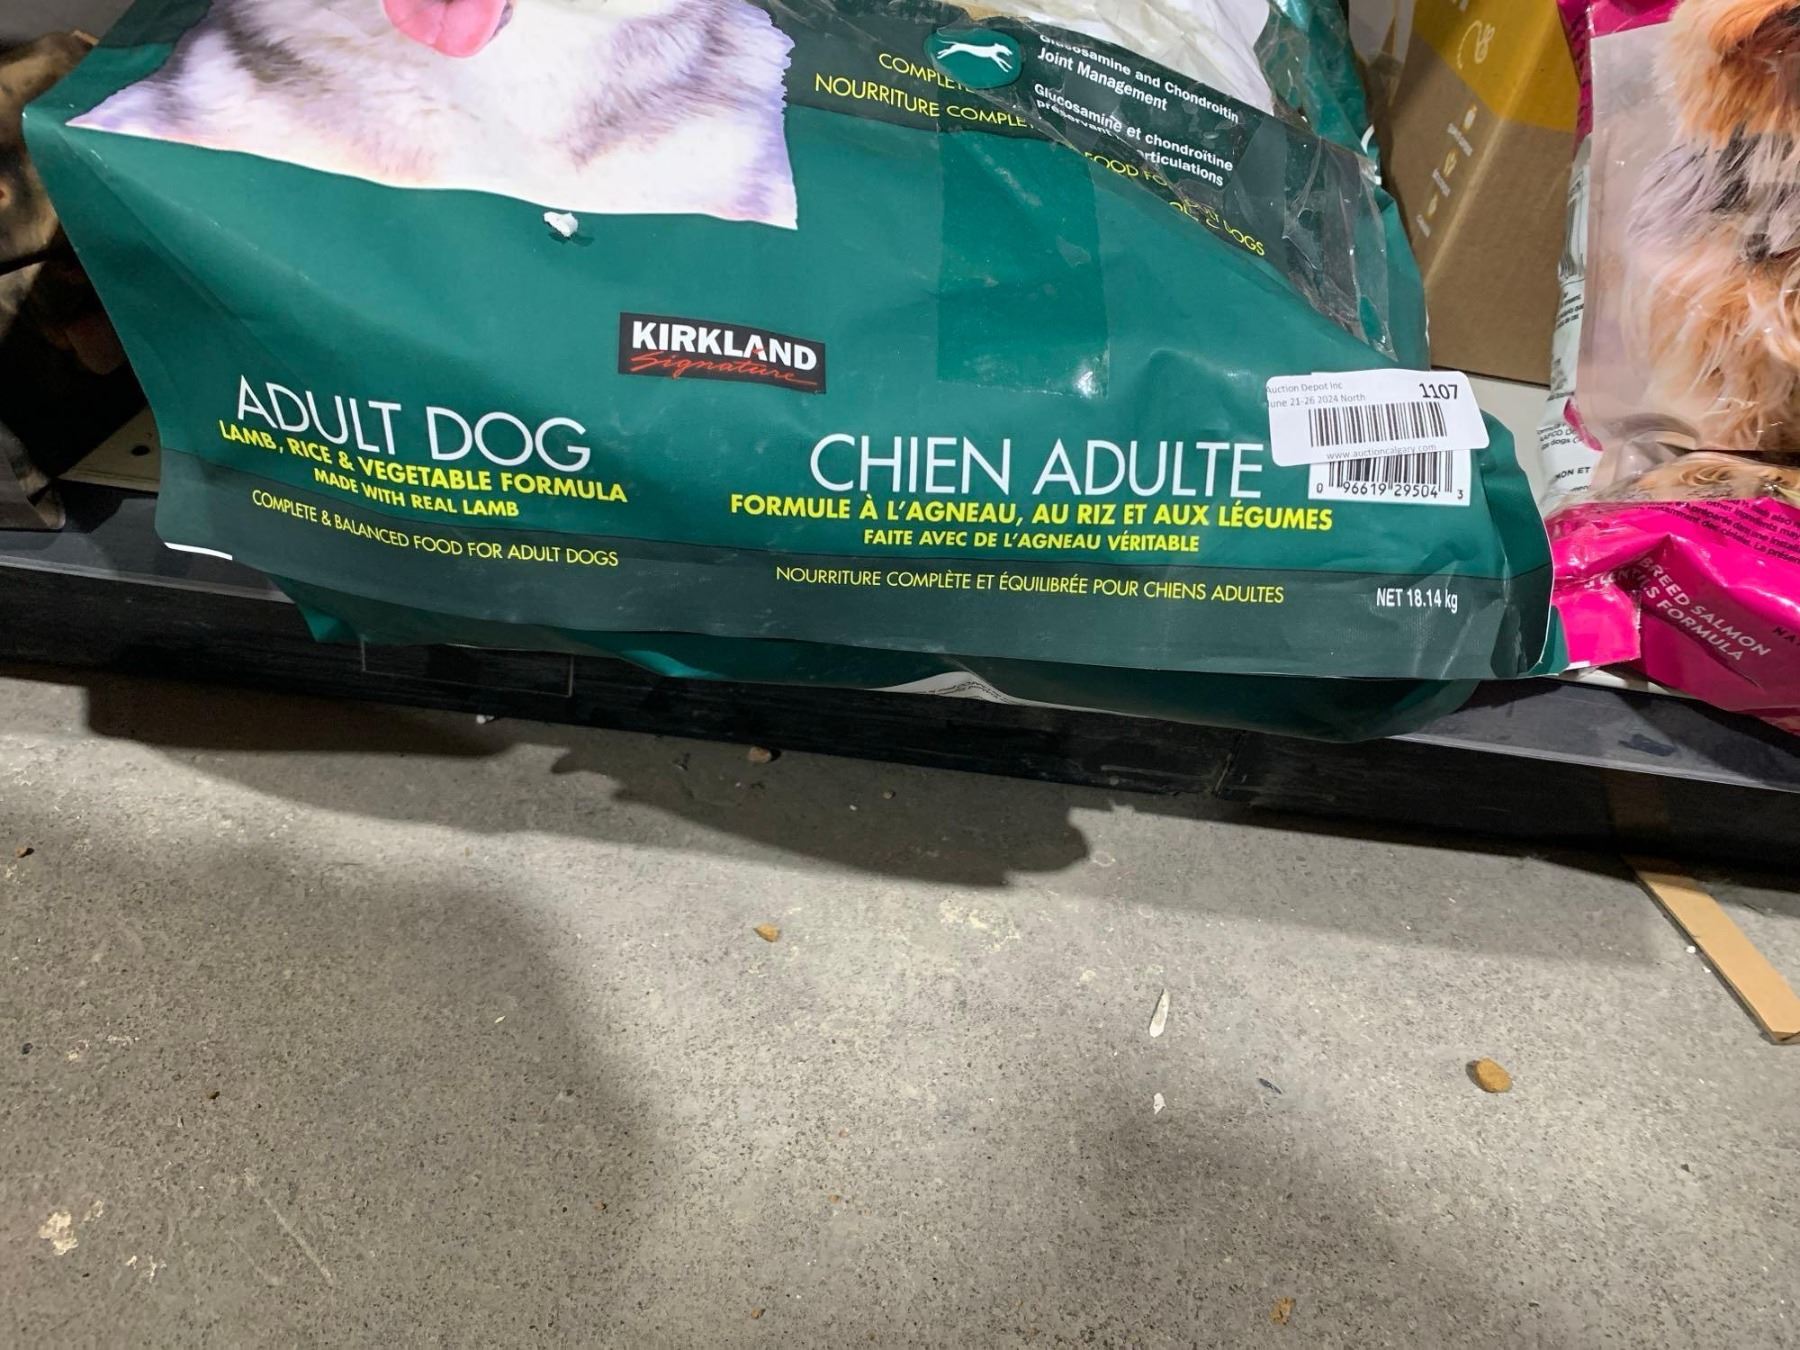 Glucosamine and Chondroitin
Joint Management
Glucosamine et chondroïtine
articulations
NOURRITURE
FOOD
DOGS
KIRKLAND
Signature
ADULT DOG
LAMB, RICE & VEGETABLE FORMULA
MADE WITH REAL LAMB
COMPLETE & BALANCED FOOD FOR ADULT DOGS
CHIEN ADULTE
FORMULE À L'AGNEAU, AU RIZ ET AUX LÉGUMES
FAITE AVEC DE L'AGNEAU VÉRITABLE
NOURRITURE COMPLÈTE ET ÉQUILIBRÉE POUR CHIENS ADULTES
NET 18.14 kg
Auction Depot Inc
June 21-26 2024 North
1107
www.auctioncalgary.com
0 96619 29504 3
BREED SALMON
FORMULA